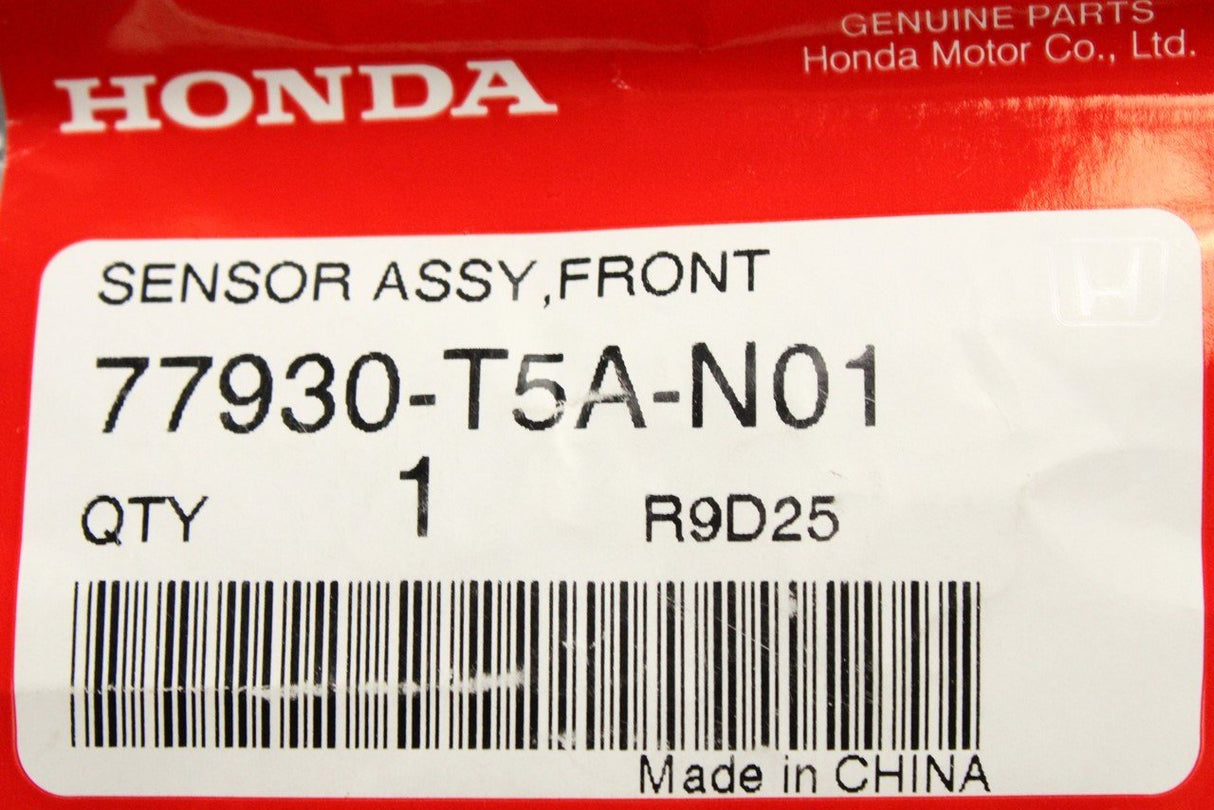 GENUINE PARTS
Honda Motor Co., Ltd.
HONDA
SENSOR ASSY,FRONT
77930-T5A-N01
QTY 1 R9D25
Made in CHINA